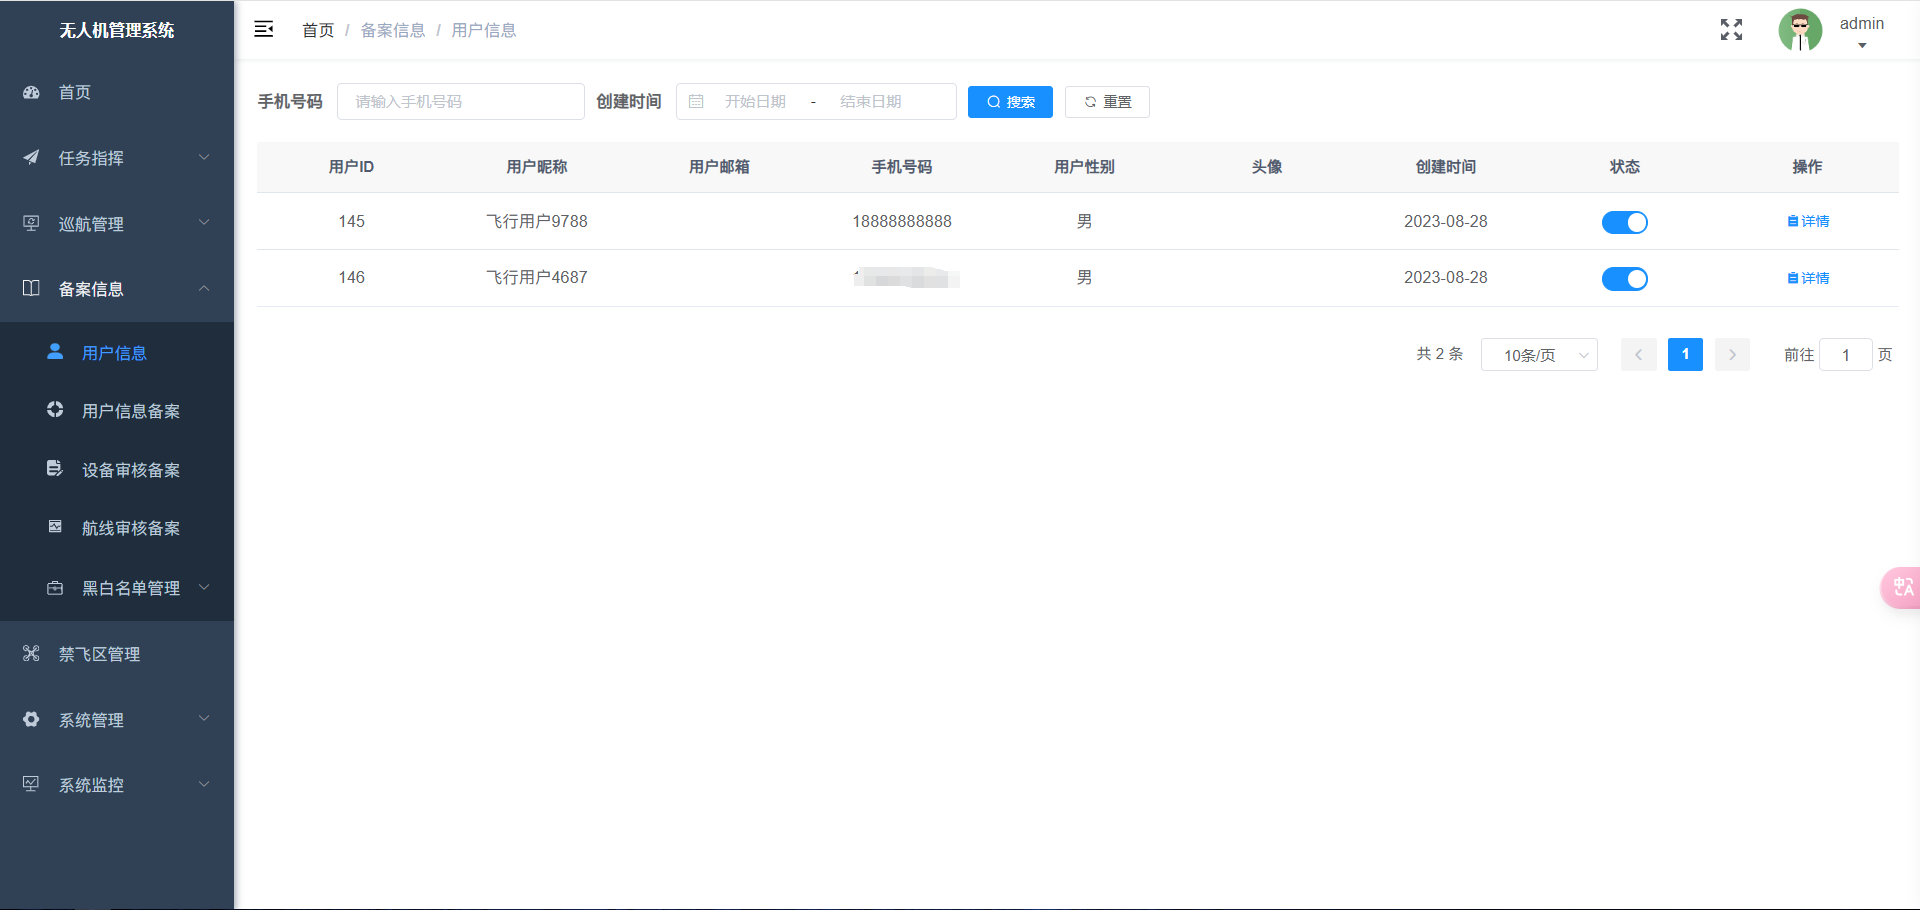 无人机管理系统
首页
任务指挥
巡航管理
备案信息
用户信息
用户信息备案
设备审核备案
航线审核备案
黑白名单管理
禁飞区管理
系统管理
系统监控
首页 / 备案信息 / 用户信息
admin
手机号码 请输入手机号码 创建时间 开始日期 - 结束日期 搜索 重置
用户ID 用户昵称 用户邮箱 手机号码 用户性别 头像 创建时间 状态 操作
145 飞行用户9788 18888888888 男 2023-08-28 详情
146 飞行用户4687 男 2023-08-28 详情
共 2 条 10条/页 1 前往 1 页
中A